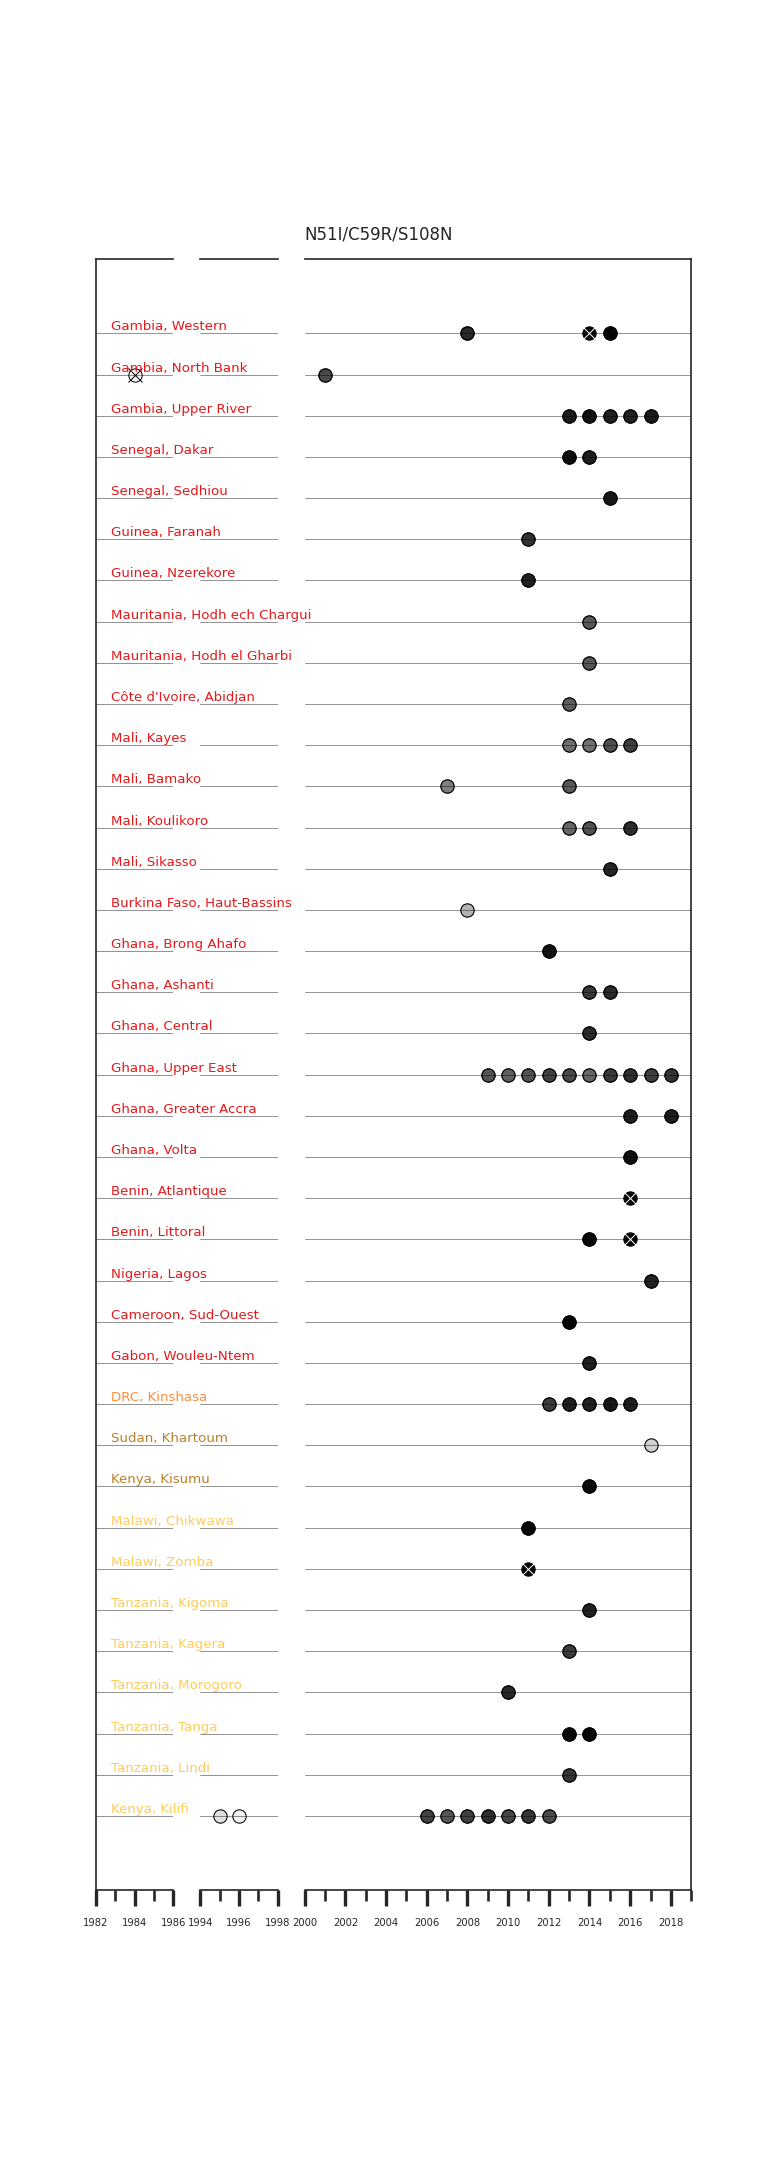 N51I/C59R/S108N
Gambia, Western
Gambia, North Bank
Gambia, Upper River
Senegal, Dakar
Senegal, Sedhiou
Guinea, Faranah
Guinea, Nzerekore
Mauritania, Hodh ech Chargui
Mauritania, Hodh el Gharbi
Côte d'Ivoire, Abidjan
Mali, Kayes
Mali, Bamako
Mali, Koulikoro
Mali, Sikasso
Burkina Faso, Haut-Bassins
Ghana, Brong Ahafo
Ghana, Ashanti
Ghana, Central
Ghana, Upper East
Ghana, Greater Accra
Ghana, Volta
Benin, Atlantique
Benin, Littoral
Nigeria, Lagos
Cameroon, Sud-Ouest
Gabon, Wouleu-Ntem
DRC, Kinshasa
Sudan, Khartoum
Kenya, Kisumu
Malawi, Chikwawa
Malawi, Zomba
Tanzania, Kigoma
Tanzania, Kagera
Tanzania, Morogoro
Tanzania, Tanga
Tanzania, Lindi
Kenya, Kilifi
1982 1984 1986 1994 1996 1998 2000 2002 2004 2006 2008 2010 2012 2014 2016 2018